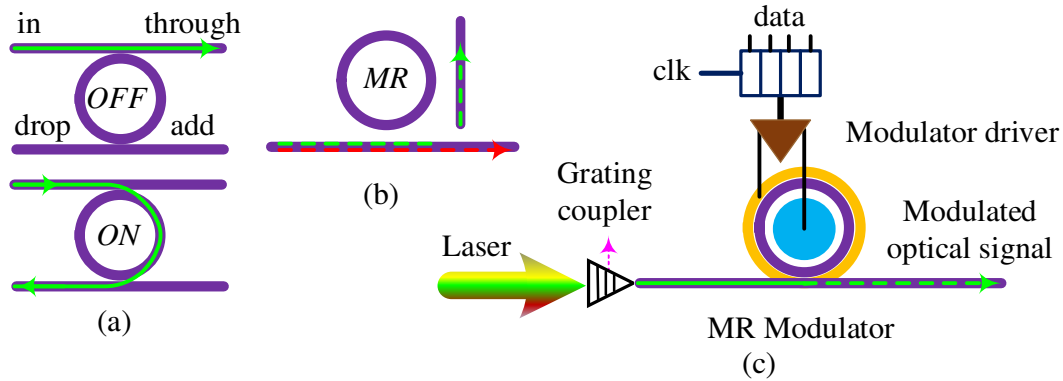 in through
OFF
drop add
ON
(a)
MR
(b)
data
clk
Modulator driver
Grating
coupler
Laser
Modulated
optical signal
MR Modulator
(c)